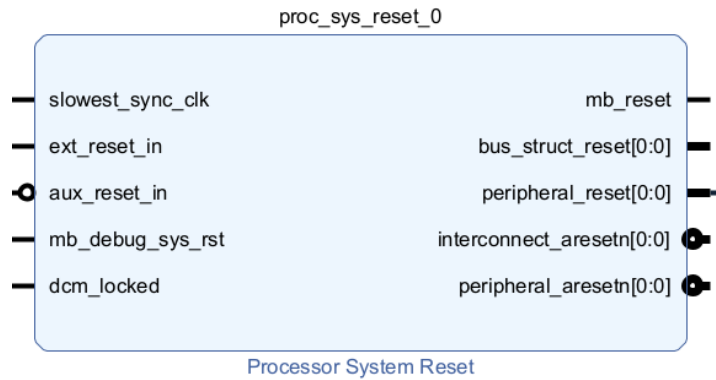 proc_sys_reset_0
slowest_sync_clk
ext_reset_in
aux_reset_in
mb_debug_sys_rst
dcm_locked
mb_reset
bus_struct_reset[0:0]
peripheral_reset[0:0]
interconnect_aresetn[0:0]
peripheral_aresetn[0:0]
Processor System Reset